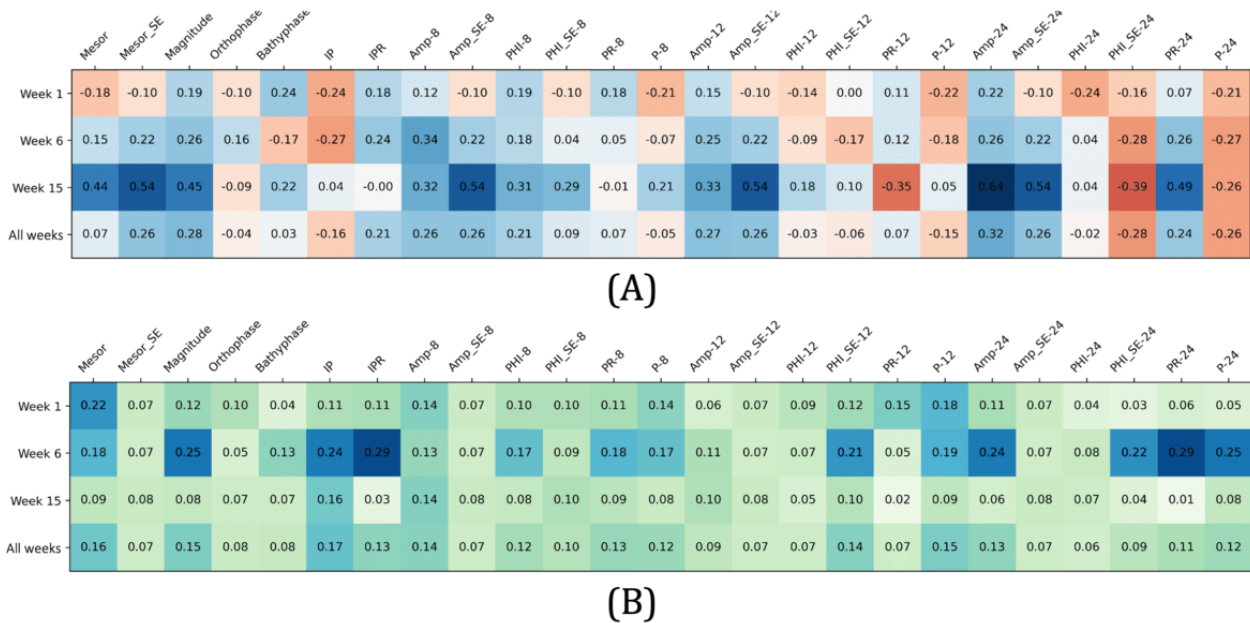 Mesor Mesor_SE Magnitude Orthophase Bathyphase IP IPR Amp-8 Amp_SE-8 PHI-8 PHI_SE-8 PR-8 P-8 Amp-12 Amp_SE-12 PHI-12 PHI_SE-12 PR-12 P-12 Amp-24 Amp_SE-24 PHI-24 PHI_SE-24 PR-24 P-24
Week 1 -0.18 -0.10 0.19 -0.10 0.24 -0.24 0.18 0.12 -0.10 0.19 -0.10 0.18 -0.21 0.15 -0.10 -0.14 0.00 0.11 -0.22 0.22 -0.10 -0.24 -0.16 0.07 -0.21
Week 6 0.15 0.22 0.26 0.16 -0.17 -0.27 0.24 0.34 0.22 0.18 0.04 0.05 -0.07 0.25 0.22 -0.09 -0.17 0.12 -0.18 0.26 0.22 0.04 -0.28 0.26 -0.27
Week 15 0.44 0.54 0.45 -0.09 0.22 0.04 -0.00 0.32 0.54 0.31 0.29 -0.01 0.21 0.33 0.54 0.18 0.10 -0.35 0.05 0.64 0.54 0.04 -0.39 0.49 -0.26
All weeks 0.07 0.26 0.28 -0.04 0.03 -0.16 0.21 0.26 0.26 0.21 0.09 0.07 -0.05 0.27 0.26 -0.03 -0.06 0.07 -0.15 0.32 0.26 -0.02 -0.28 0.24 -0.26
(A)
Mesor Mesor_SE Magnitude Orthophase Bathyphase IP IPR Amp-8 Amp_SE-8 PHI-8 PHI_SE-8 PR-8 P-8 Amp-12 Amp_SE-12 PHI-12 PHI_SE-12 PR-12 P-12 Amp-24 Amp_SE-24 PHI-24 PHI_SE-24 PR-24 P-24
Week 1 0.22 0.07 0.12 0.10 0.04 0.11 0.11 0.14 0.07 0.10 0.10 0.11 0.14 0.06 0.07 0.09 0.12 0.15 0.18 0.11 0.07 0.04 0.03 0.06 0.05
Week 6 0.18 0.07 0.25 0.05 0.13 0.24 0.29 0.13 0.07 0.17 0.09 0.18 0.17 0.11 0.07 0.07 0.21 0.05 0.19 0.24 0.07 0.08 0.22 0.29 0.25
Week 15 0.09 0.08 0.08 0.07 0.07 0.16 0.03 0.14 0.08 0.08 0.10 0.09 0.08 0.10 0.08 0.05 0.10 0.02 0.09 0.06 0.08 0.07 0.04 0.01 0.08
All weeks 0.16 0.07 0.15 0.08 0.08 0.17 0.13 0.14 0.07 0.12 0.10 0.13 0.12 0.09 0.07 0.07 0.14 0.07 0.15 0.13 0.07 0.06 0.09 0.11 0.12
(B)